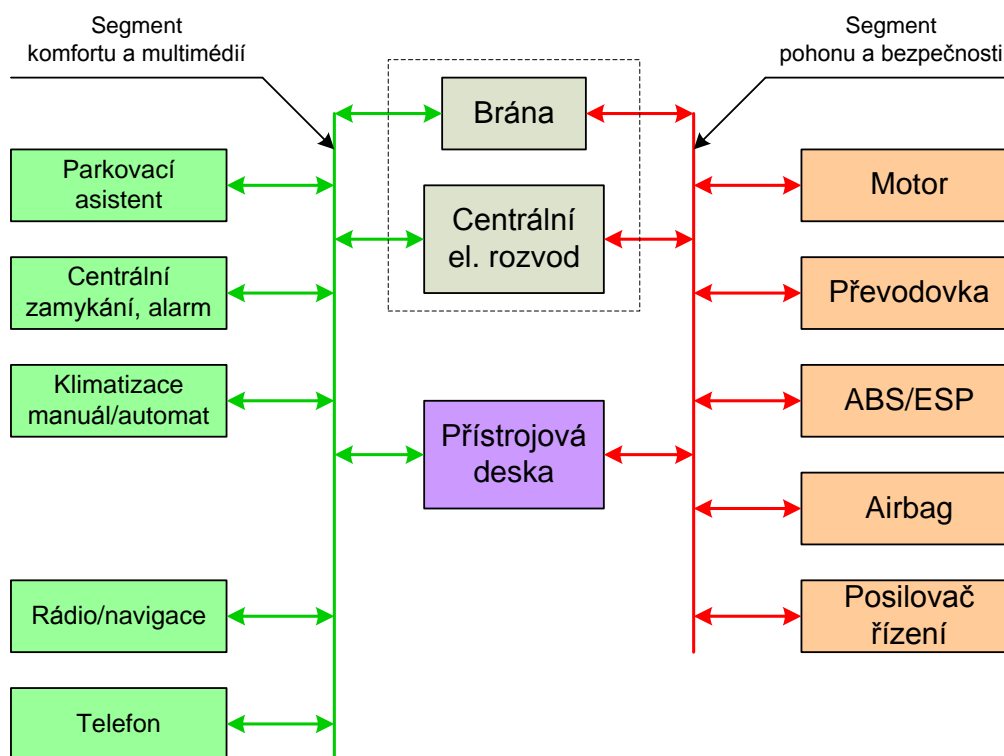 Segment
komfortu a multimédií
Segment
pohonu a bezpečnosti
Brána
Parkovací
asistent
Motor
Centrální
el. rozvod
Centrální
zamykání, alarm
Převodovka
Klimatizace
manuál/automat
ABS/ESP
Přístrojová
deska
Airbag
Rádio/navigace
Posilovač
řízení
Telefon